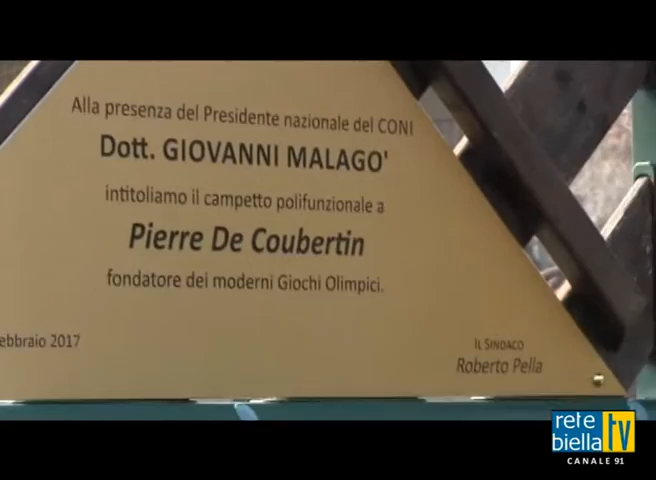 Alla presenza del Presidente nazionale del CONI
Dott. GIOVANNI MALAGO'
intitoliamo il campetto polifunzionale a
Pierre De Coubertin
fondatore dei moderni Giochi Olimpici.
ebbraio 2017
IL SINDACO
Roberto Pella
rete
biella tv
CANALE 91